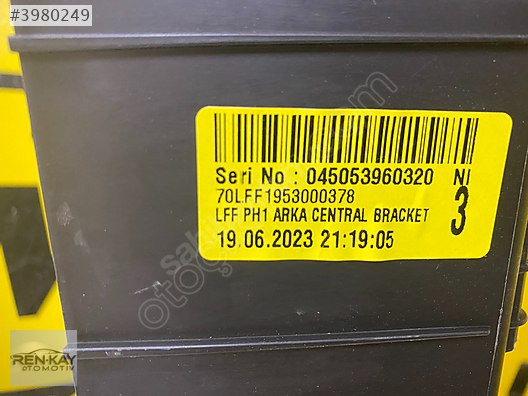 #3980249
Seri No : 045053960320 NI
70LFF1953000378
LFF PH1 ARKA CENTRAL BRACKET
3
19.06.2023 21:19:05
REN-KAY
OTOMOTİV